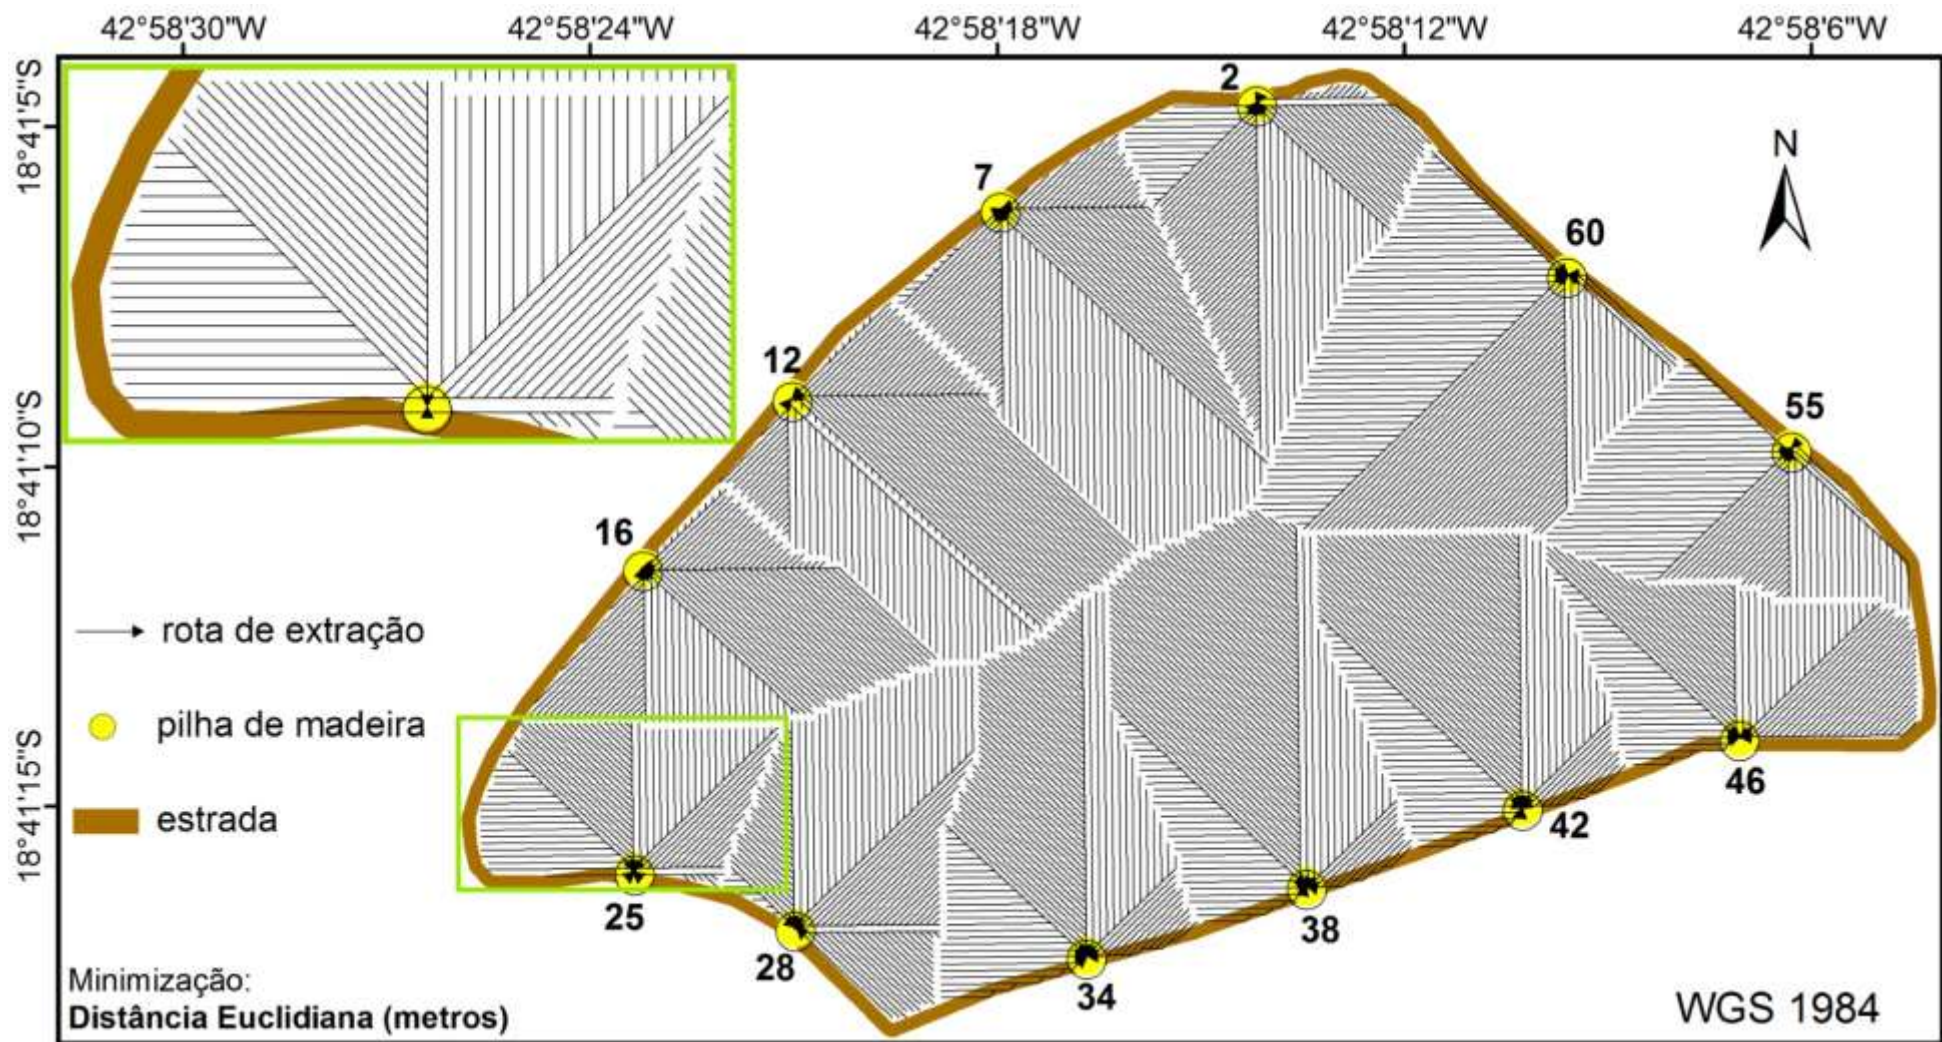 42°58'30"W 42°58'24"W 42°58'18"W 42°58'12"W 42°58'6"W
18°41'5"S
18°41'10"S
18°41'15"S
N
2
7
60
12
55
16
46
42
25
38
28
34
rota de extração
pilha de madeira
estrada
Minimização:
Distância Euclidiana (metros)
WGS 1984